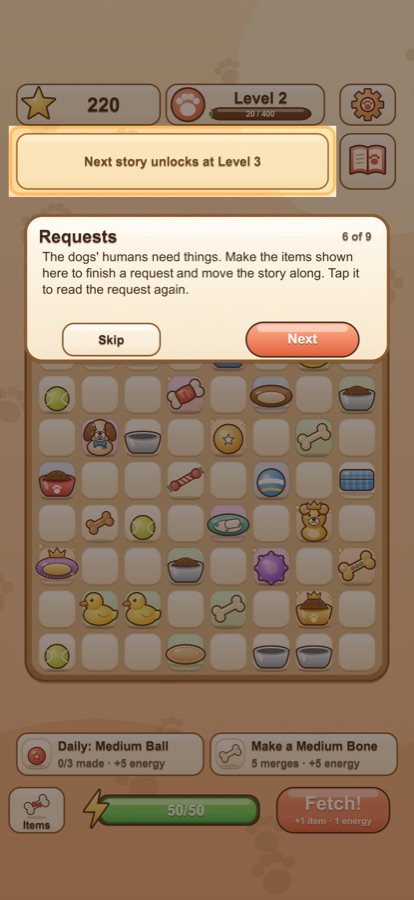 220
Level 2
20 / 400
Next story unlocks at Level 3
Requests
6 of 9
The dogs' humans need things. Make the items shown
here to finish a request and move the story along. Tap it
to read the request again.
Skip
Next
Daily: Medium Ball
0/3 made · +5 energy
Make a Medium Bone
5 merges · +5 energy
Items
50/50
Fetch!
+1 item · 1 energy